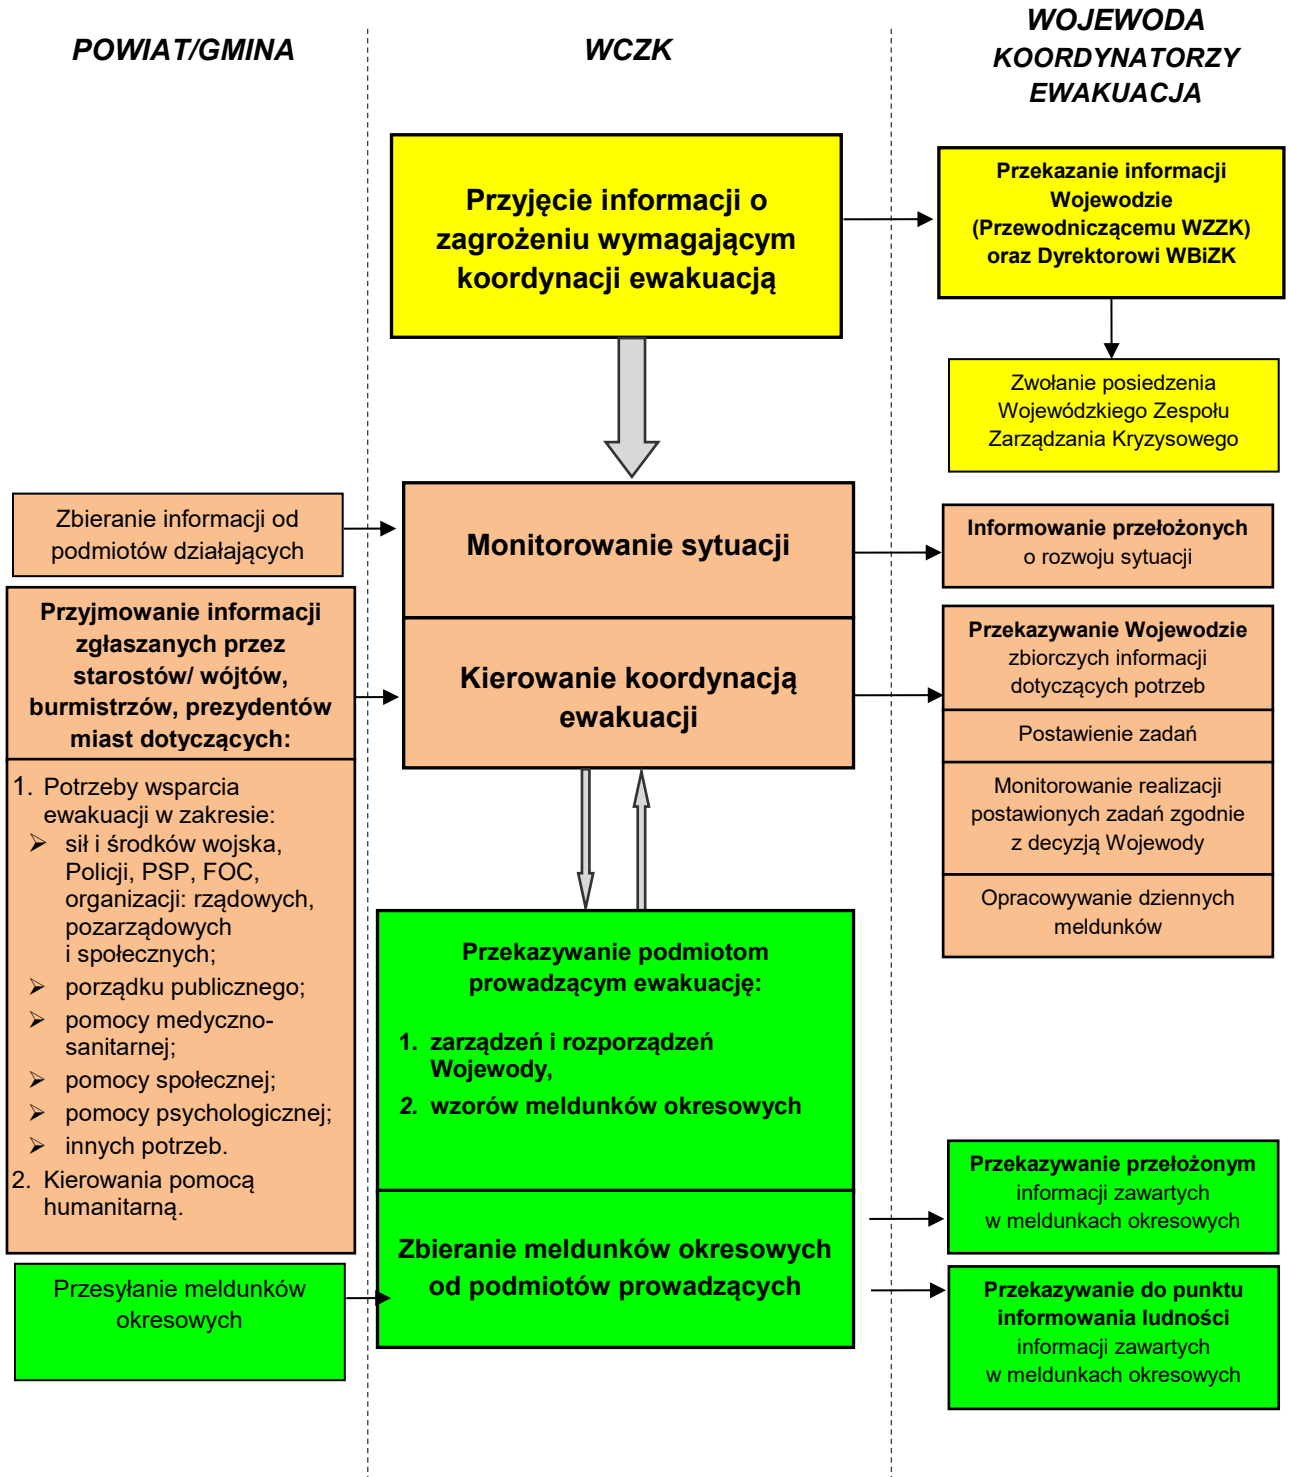 POWIAT/GMINA
WCZK
WOJEWODA
KOORDYNATORZY
EWAKUACJĄ
Przyjęcie informacji o
zagrożeniu wymagającym
koordynacji ewakuacją
Przekazanie informacji
Wojewodzie
(Przewodniczącemu WZZK)
oraz Dyrektorowi WBiZK
Zwołanie posiedzenia
Wojewódzkiego Zespołu
Zarządzania Kryzysowego
Zbieranie informacji od
podmiotów działających
Monitorowanie sytuacji
Informowanie przełożonych
o rozwoju sytuacji
Przyjmowanie informacji
zgłaszanych przez
starostów/ wójtów,
burmistrzów, prezydentów
miast dotyczących:
1. Potrzeby wsparcia
ewakuacji w zakresie:
➢ sił i środków wojska,
Policji, PSP, FOC,
organizacji: rządowych,
pozarządowych
i społecznych;
➢ porządku publicznego;
➢ pomocy medyczno-
sanitarnej;
➢ pomocy społecznej;
➢ pomocy psychologicznej;
➢ innych potrzeb.
2. Kierowania pomocą
humanitarną.
Kierowanie koordynacją
ewakuacji
Przekazywanie Wojewodzie
zbiorczych informacji
dotyczących potrzeb
Postawienie zadań
Monitorowanie realizacji
postawionych zadań zgodnie
z decyzją Wojewody
Opracowywanie dziennych
meldunków
Przekazywanie podmiotom
prowadzącym ewakuację:
1. zarządzeń i rozporządzeń
Wojewody,
2. wzorów meldunków okresowych
Przesyłanie meldunków
okresowych
Zbieranie meldunków okresowych
od podmiotów prowadzących
Przekazywanie przełożonym
informacji zawartych
w meldunkach okresowych
Przekazywanie do punktu
informowania ludności
informacji zawartych
w meldunkach okresowych